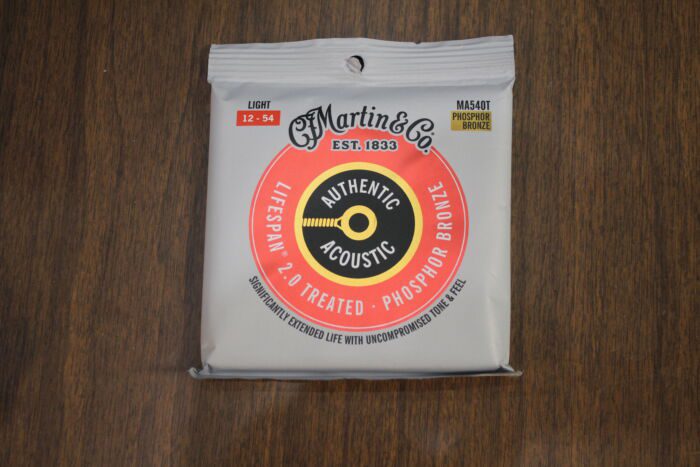 LIGHT
12 - 54
MA540T
PHOSPHOR
BRONZE
CF Martin & Co.
EST. 1833
AUTHENTIC
ACOUSTIC
LIFESPAN® 2.0 TREATED · PHOSPHOR BRONZE
SIGNIFICANTLY EXTENDED LIFE WITH UNCOMPROMISED TONE & FEEL